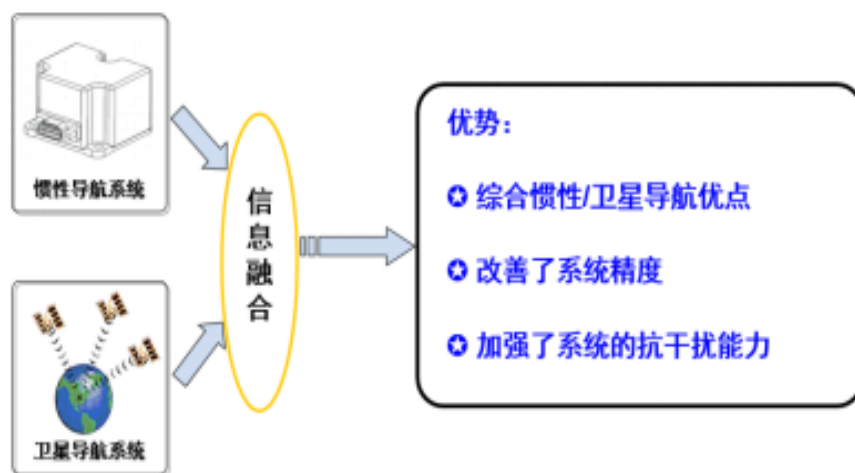 惯性导航系统
卫星导航系统
信息融合
优势：
✪ 综合惯性/卫星导航优点
✪ 改善了系统精度
✪ 加强了系统的抗干扰能力